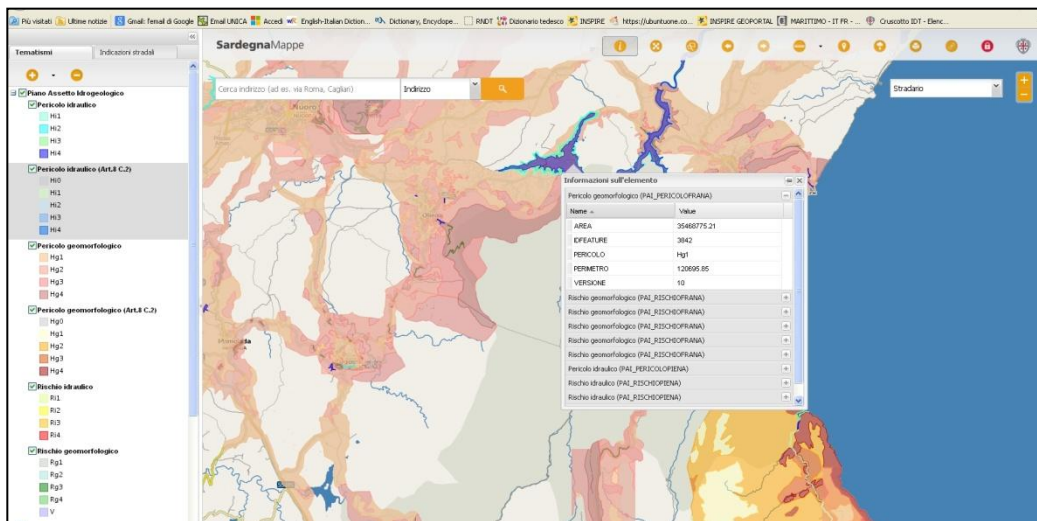 Più visitati Ultime notizie Gmail: l'email di Google Email UNICA Accedi English-Italian Diction... Dictionary, Encyclope... RNDT Dizionario tedesco INSPIRE https://ubuntuone.co... INSPIRE GEOPORTAL MARITTIMO - IT FR - ... Cruscotto IDT - Elenc...
Tematismi Indicazioni stradali
SardegnaMappe
Cerca indirizzo (ad es. via Roma, Cagliari) Indirizzo
Stradario
Piano Assetto Idrogeologico
Pericolo idraulico
Hi1
Hi2
Hi3
Hi4
Pericolo idraulico (Art.8 C.2)
Hi0
Hi1
Hi2
Hi3
Hi4
Pericolo geomorfologico
Hg1
Hg2
Hg3
Hg4
Pericolo geomorfologico (Art.8 C.2)
Hg0
Hg1
Hg2
Hg3
Hg4
Rischio idraulico
Ri1
Ri2
Ri3
Ri4
Rischio geomorfologico
Rg1
Rg2
Rg3
Rg4
V
Nuoro
Informazioni sull'elemento
Pericolo geomorfologico (PAI_PERICOLOFRANA)
Name Value
AREA 35468775.21
IDFEATURE 3842
PERICOLO Hg1
PERIMETRO 120695.85
VERSIONE 10
Rischio geomorfologico (PAI_RISCHIOFRANA)
Rischio geomorfologico (PAI_RISCHIOFRANA)
Rischio geomorfologico (PAI_RISCHIOFRANA)
Rischio geomorfologico (PAI_RISCHIOFRANA)
Rischio geomorfologico (PAI_RISCHIOFRANA)
Pericolo idraulico (PAI_PERICOLOPIENA)
Rischio idraulico (PAI_RISCHIOPIENA)
Rischio idraulico (PAI_RISCHIOPIENA)